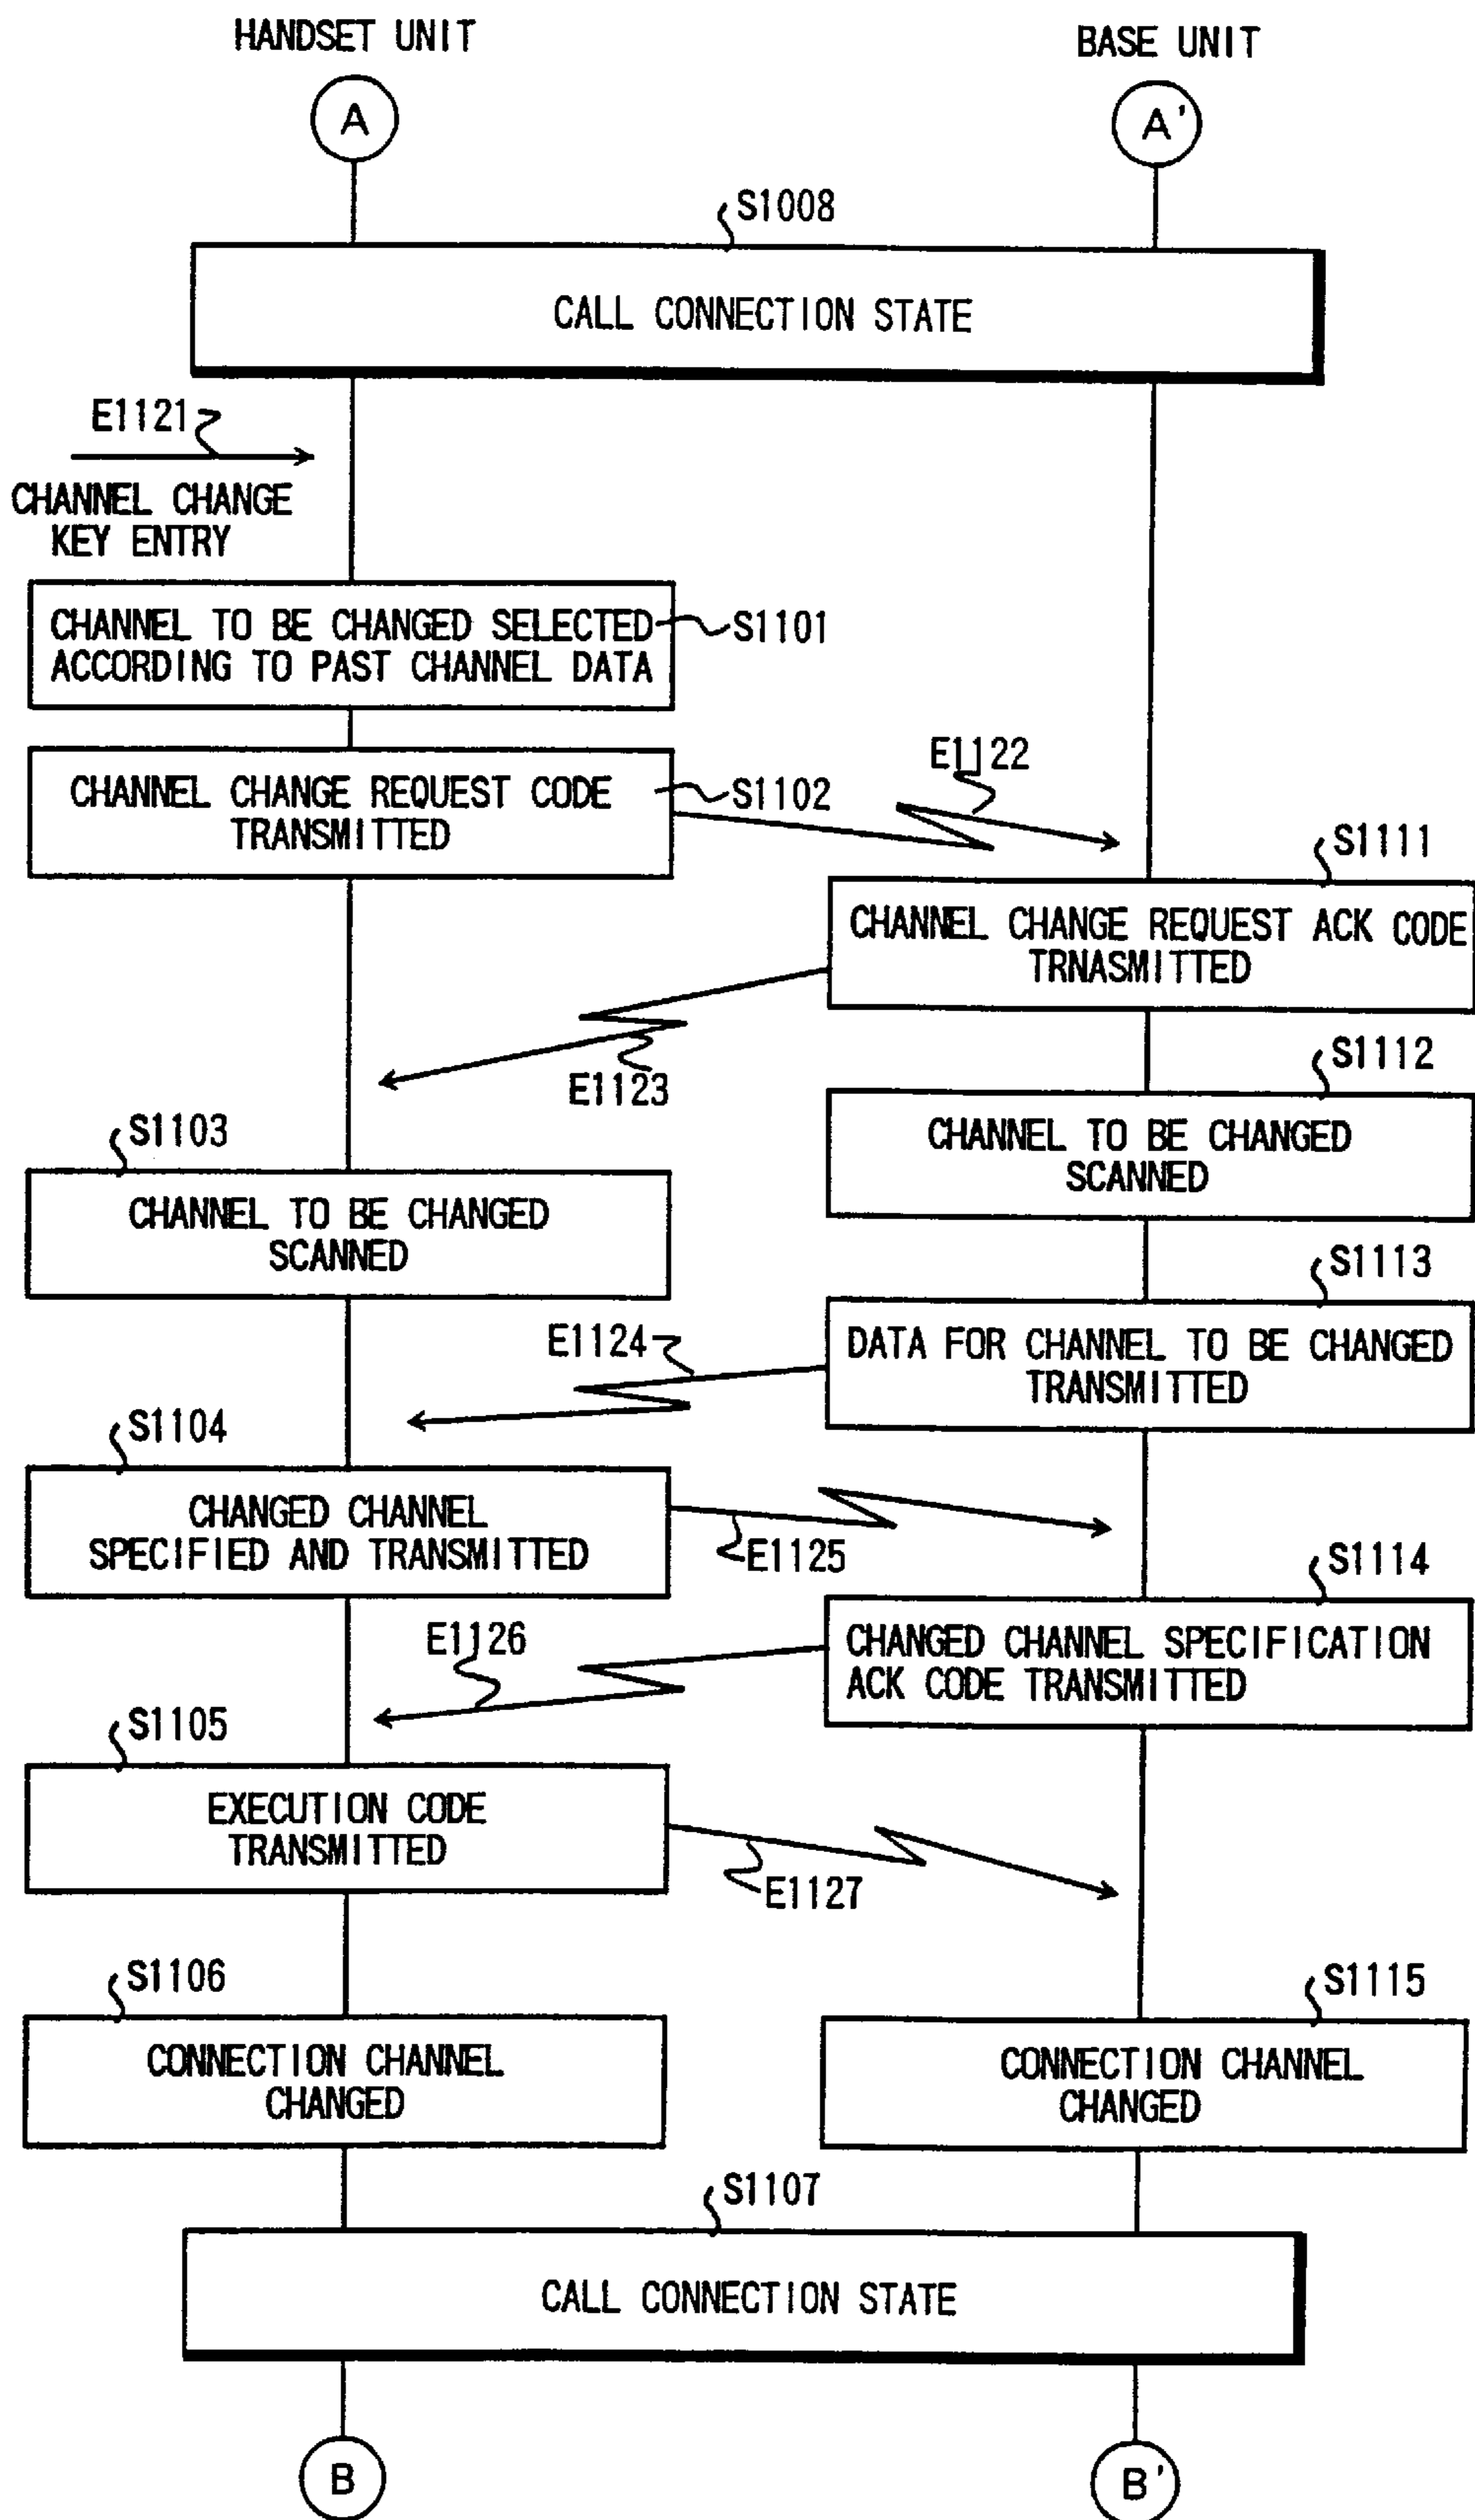 HANDSET UNIT
BASE UNIT
A
A'
S1008
CALL CONNECTION STATE
E1121
CHANNEL CHANGE
KEY ENTRY
CHANNEL TO BE CHANGED SELECTED
ACCORDING TO PAST CHANNEL DATA
S1101
CHANNEL CHANGE REQUEST CODE
TRANSMITTED
S1102
E1122
S1111
CHANNEL CHANGE REQUEST ACK CODE
TRNASMITTED
E1123
S1112
CHANNEL TO BE CHANGED
SCANNED
S1103
CHANNEL TO BE CHANGED
SCANNED
S1113
DATA FOR CHANNEL TO BE CHANGED
TRANSMITTED
E1124
S1104
CHANGED CHANNEL
SPECIFIED AND TRANSMITTED
E1125
S1114
CHANGED CHANNEL SPECIFICATION
ACK CODE TRANSMITTED
E1126
S1105
EXECUTION CODE
TRANSMITTED
E1127
S1106
CONNECTION CHANNEL
CHANGED
S1115
CONNECTION CHANNEL
CHANGED
S1107
CALL CONNECTION STATE
B
B'